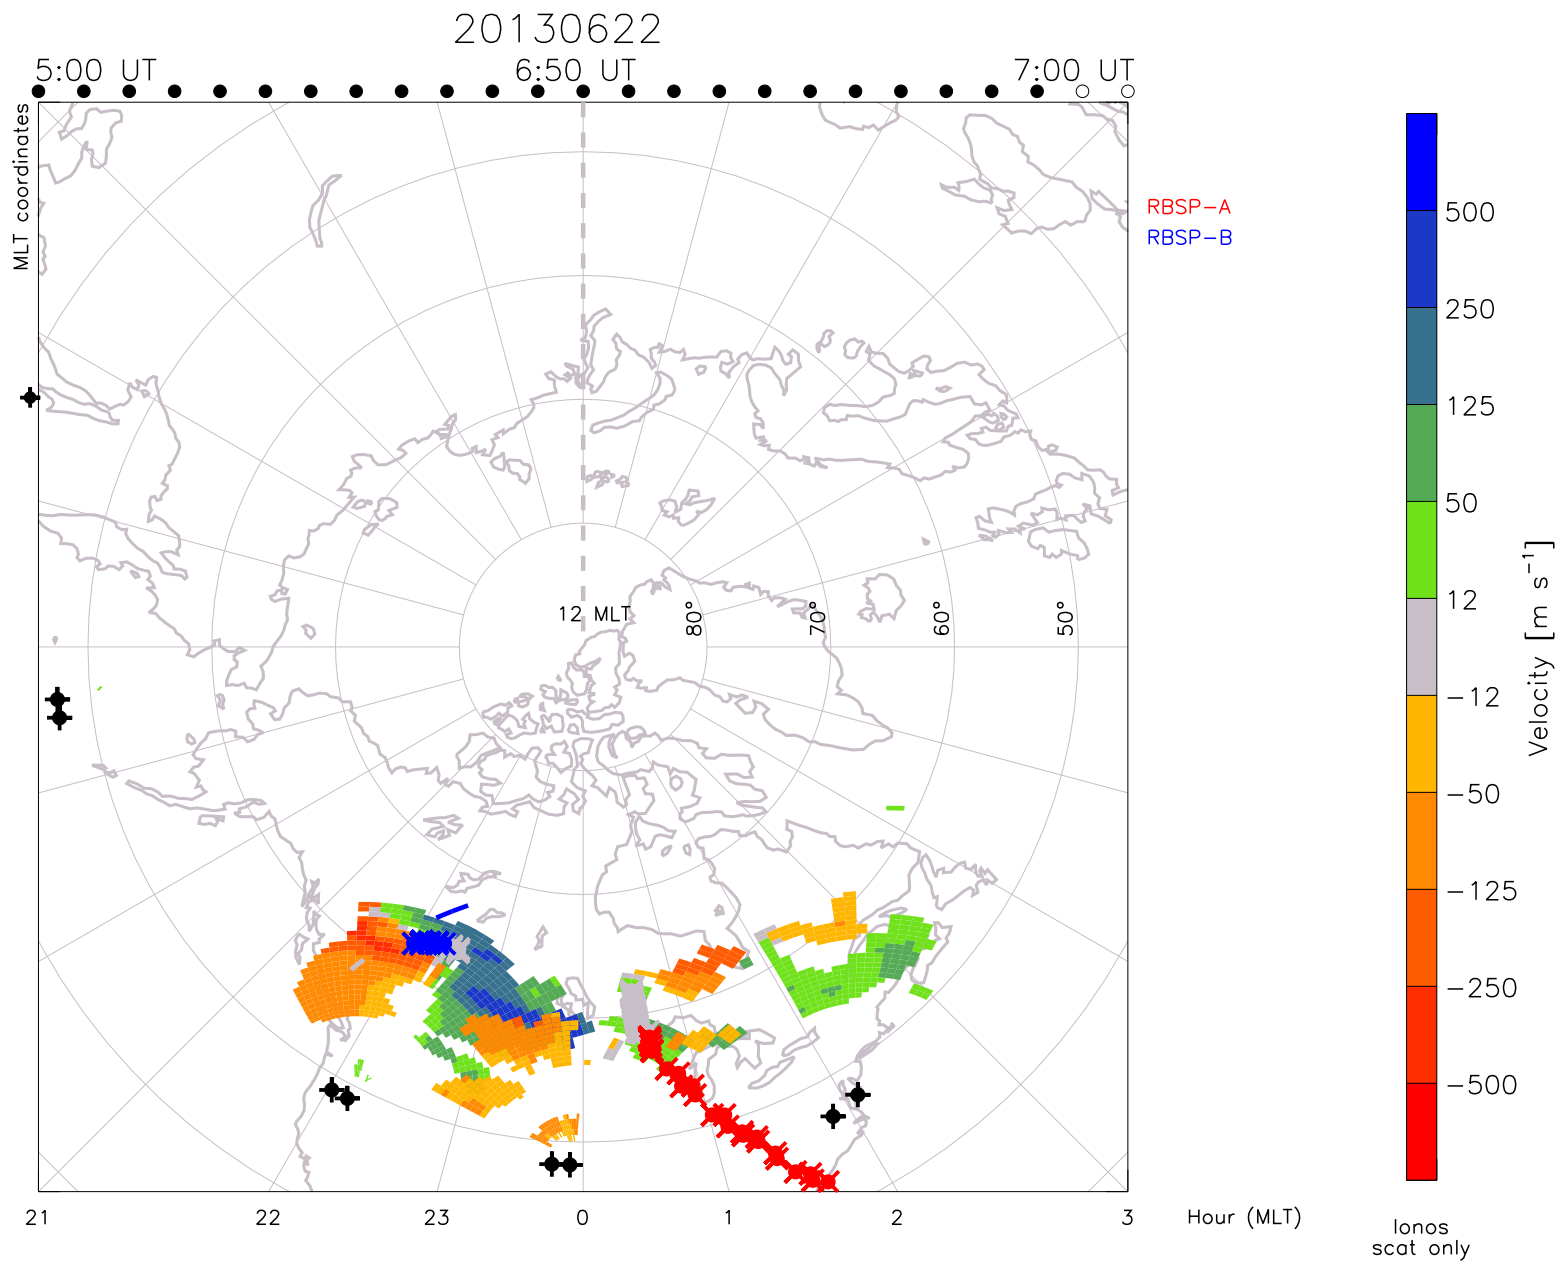 20130622
5:00 UT
6:50 UT
7:00 UT
MLT coordinates
RBSP-A
RBSP-B
12 MLT
80°
70°
60°
50°
21
22
23
0
1
2
3
Hour (MLT)
500
250
125
50
12
-12
-50
-125
-250
-500
Velocity [m s⁻¹]
Ionos
scat only